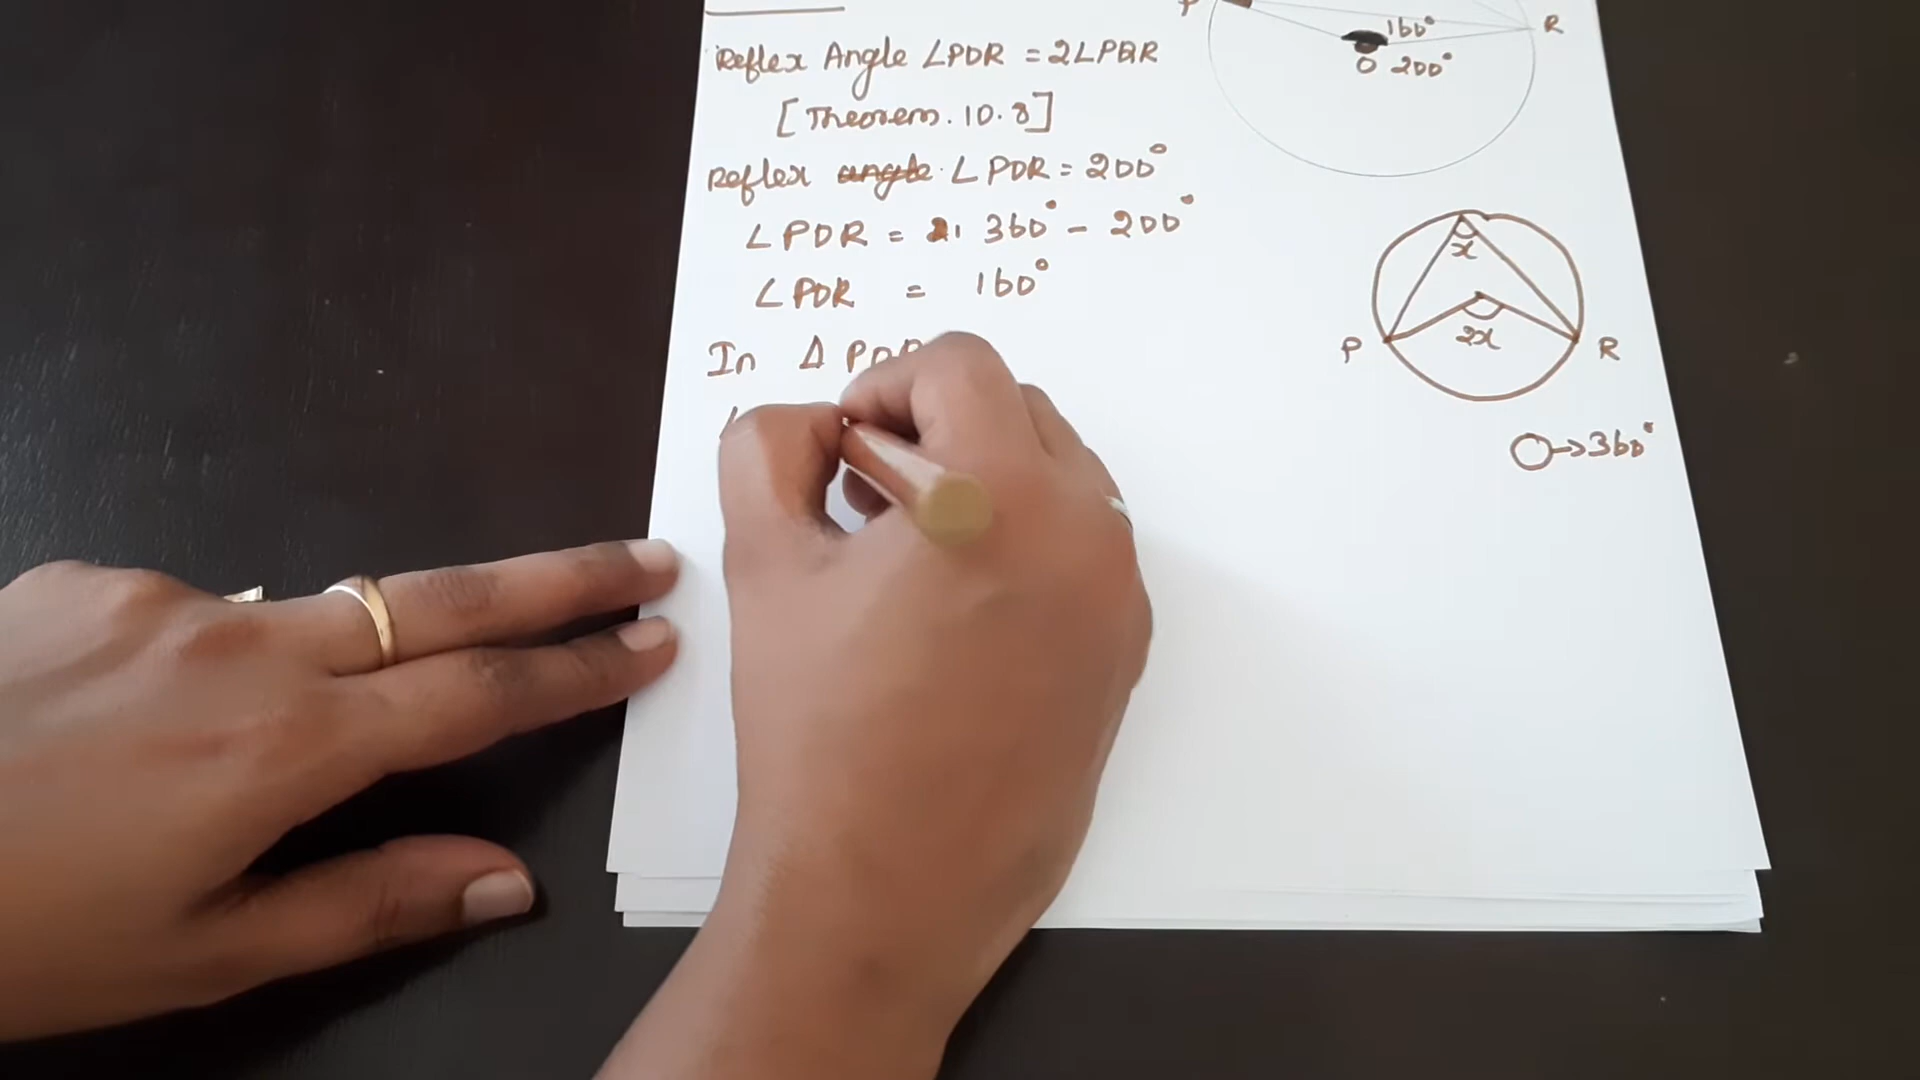 Reflex Angle ∠POR = 2∠PQR
[Theorem. 10.8]
Reflex angle. ∠POR = 200°
∠POR = 360° - 200°
∠POR = 160°
In Δ
P
R
160°
O 200°
x
2x
P
R
O→360°